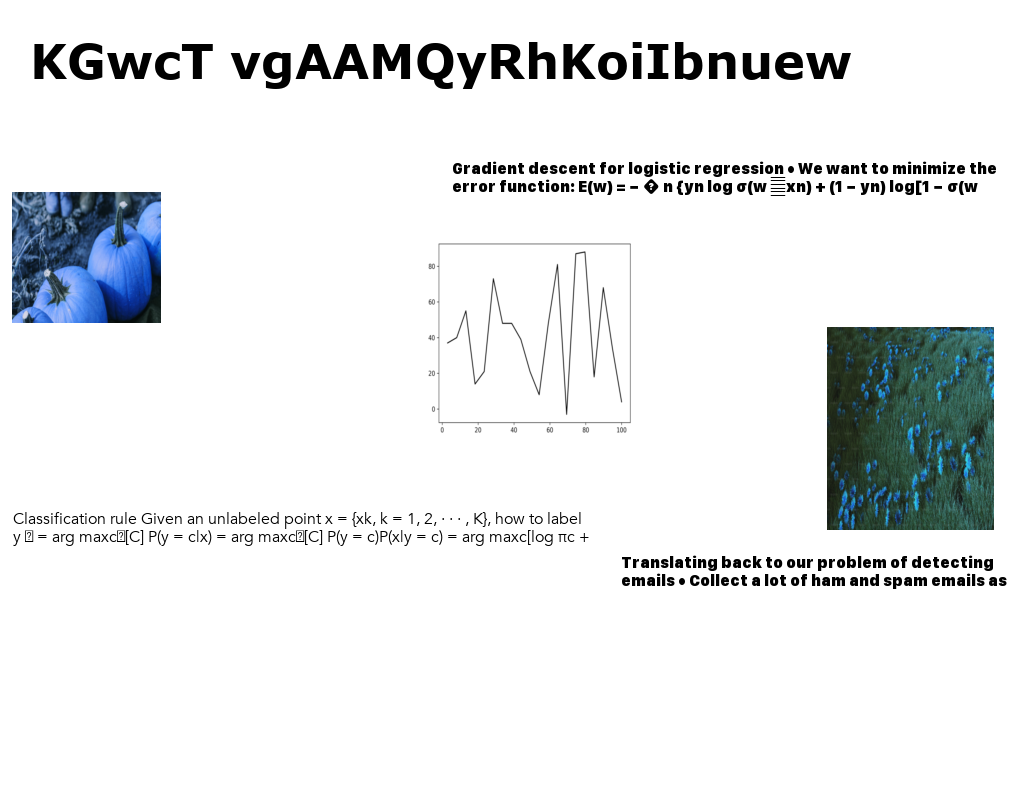 KGwcT vgAAMQyRhKoiIbnuew
Gradient descent for logistic regression • We want to minimize the
error function: E(w) = − � n {yn log σ(w xn) + (1 − yn) log[1 − σ(w
80
60
40
20
0
0 20 40 60 80 100
Classification rule Given an unlabeled point x = {xk, k = 1, 2, · · · , K}, how to label
y = arg maxc [C] P(y = c|x) = arg maxc [C] P(y = c)P(x|y = c) = arg maxc[log πc +
Translating back to our problem of detecting
emails • Collect a lot of ham and spam emails as